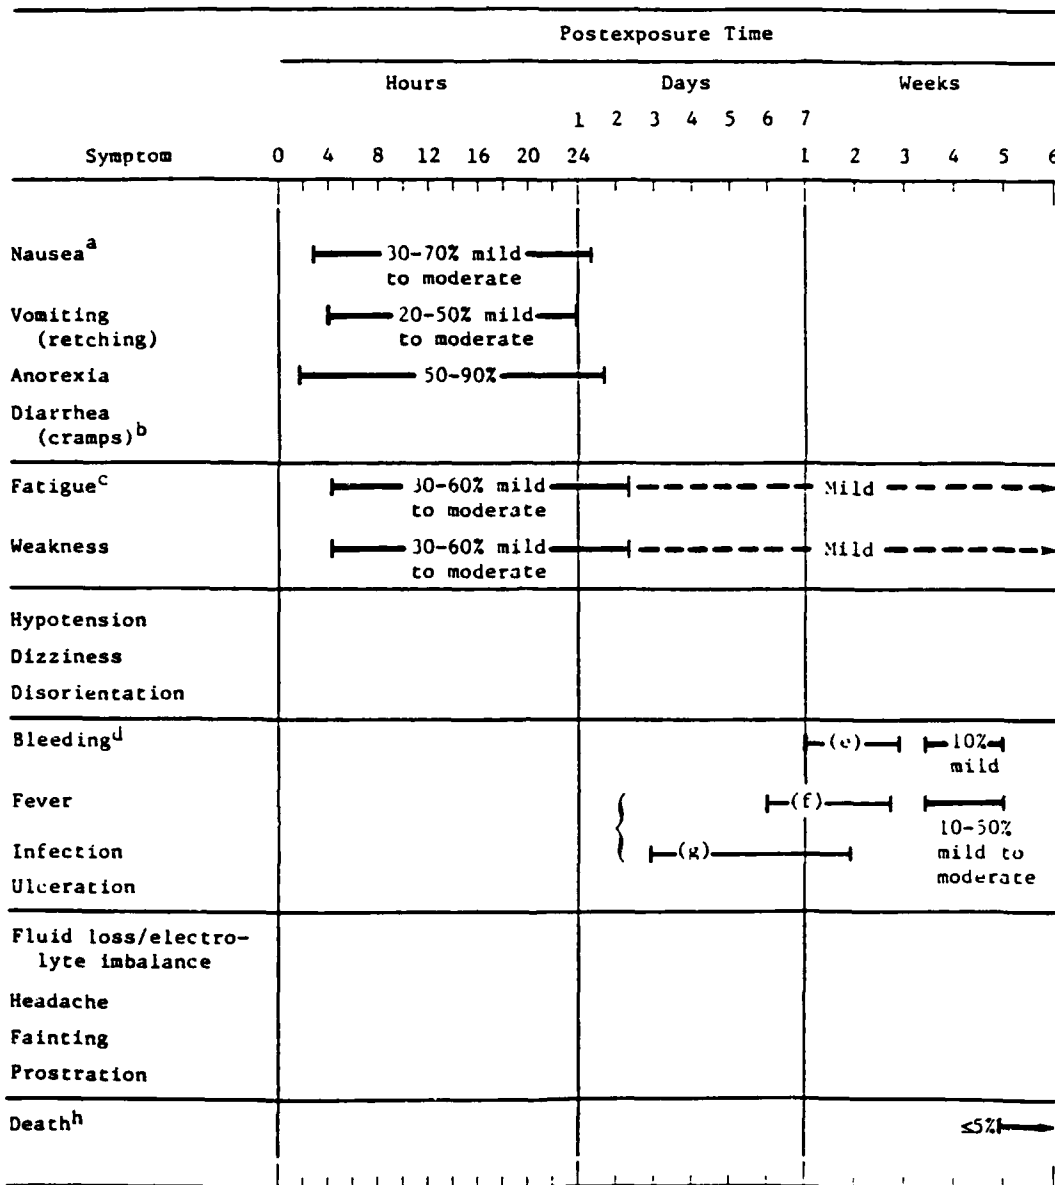 Postexposure Time
Hours Days Weeks
1 2 3 4 5 6 7
Symptom 0 4 8 12 16 20 24 1 2 3 4 5 6
Nausea^a 30-70% mild
to moderate
Vomiting 20-50% mild
(retching) to moderate
Anorexia 50-90%
Diarrhea
(cramps)^b
Fatigue^c 30-60% mild Mild
to moderate
Weakness 30-60% mild Mild
to moderate
Hypotension
Dizziness
Disorientation
Bleeding^d (e) 10%
mild
Fever (f)
10-50%
Infection (g) mild to
Ulceration moderate
Fluid loss/electro-
lyte imbalance
Headache
Fainting
Prostration
Death^h ≤5%